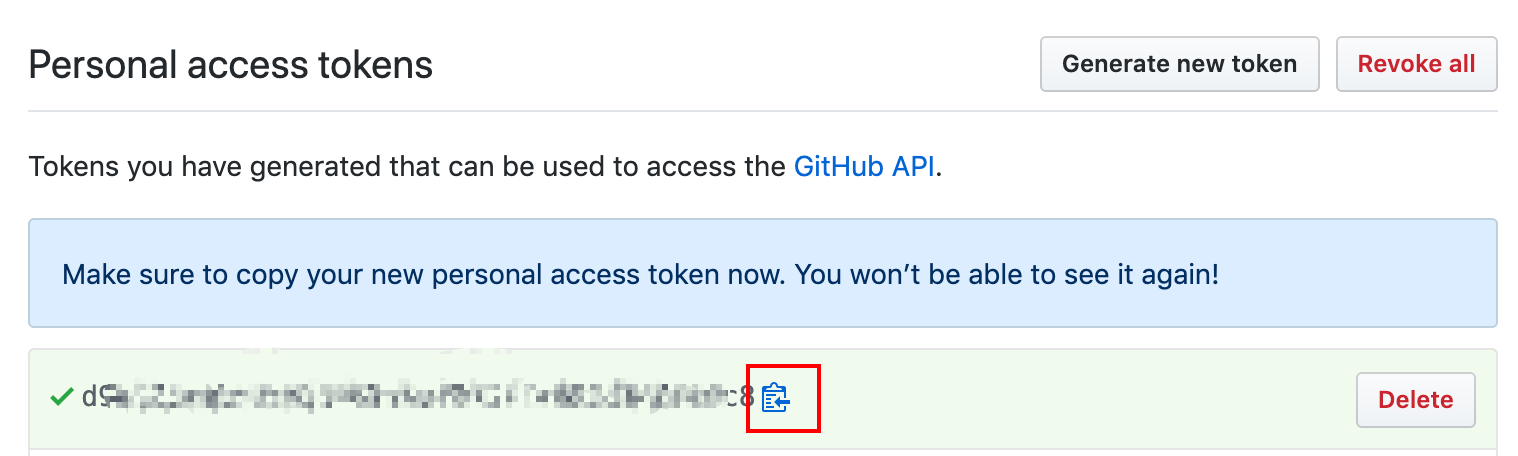 Personal access tokens
Generate new token
Revoke all
Tokens you have generated that can be used to access the GitHub API.
Make sure to copy your new personal access token now. You won’t be able to see it again!
Delete